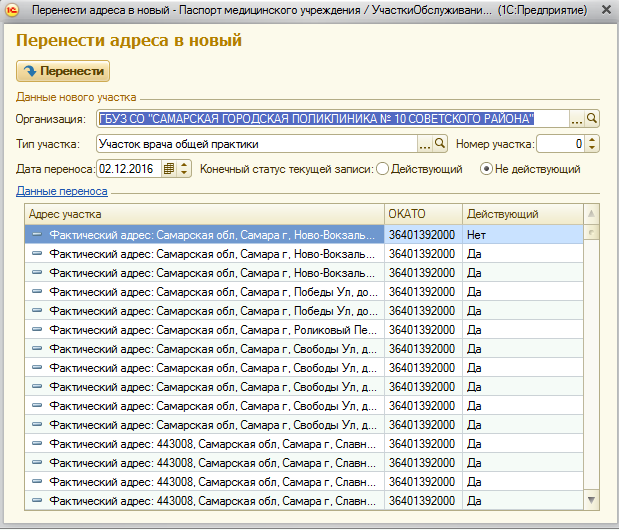 Перенести адреса в новый - Паспорт медицинского учреждения / УчасткиОбслуживани... (1С:Предприятие)
Перенести адреса в новый
Перенести
Данные нового участка
Организация: ГБУЗ СО "САМАРСКАЯ ГОРОДСКАЯ ПОЛИКЛИНИКА № 10 СОВЕТСКОГО РАЙОНА" ...
Тип участка: Участок врача общей практики ... Номер участка: 0
Дата переноса: 02.12.2016 Конечный статус текущей записи: Действующий Не действующий
Данные переноса
Адрес участка ОКАТО Действующий
Фактический адрес: Самарская обл, Самара г, Ново-Вокзаль... 36401392000 Нет
Фактический адрес: Самарская обл, Самара г, Ново-Вокзаль... 36401392000 Да
Фактический адрес: Самарская обл, Самара г, Ново-Вокзаль... 36401392000 Да
Фактический адрес: Самарская обл, Самара г, Победы Ул, до... 36401392000 Да
Фактический адрес: Самарская обл, Самара г, Победы Ул, до... 36401392000 Да
Фактический адрес: Самарская обл, Самара г, Роликовый Пе... 36401392000 Да
Фактический адрес: Самарская обл, Самара г, Свободы Ул, д... 36401392000 Да
Фактический адрес: Самарская обл, Самара г, Свободы Ул, д... 36401392000 Да
Фактический адрес: Самарская обл, Самара г, Свободы Ул, д... 36401392000 Да
Фактический адрес: Самарская обл, Самара г, Свободы Ул, д... 36401392000 Да
Фактический адрес: Самарская обл, Самара г, Свободы Ул, д... 36401392000 Да
Фактический адрес: 443008, Самарская обл, Самара г, Славн... 36401392000 Да
Фактический адрес: 443008, Самарская обл, Самара г, Славн... 36401392000 Да
Фактический адрес: 443008, Самарская обл, Самара г, Славн... 36401392000 Да
Фактический адрес: 443008, Самарская обл, Самара г, Славн... 36401392000 Да